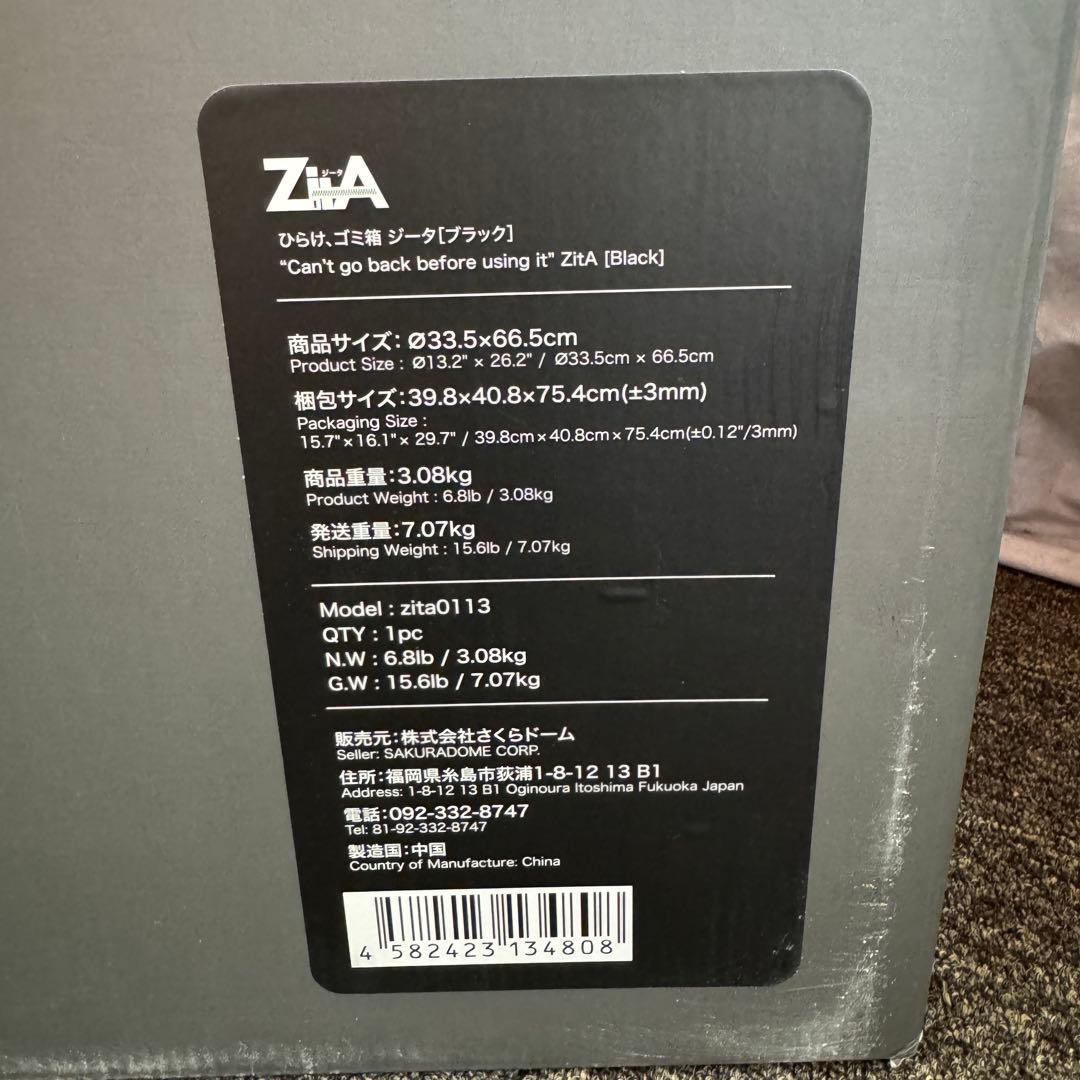 ZitA
ジータ
ひらけ、ゴミ箱 ジータ[ブラック]
“Can't go back before using it” ZitA [Black]
商品サイズ：Ø33.5×66.5cm
Product Size : Ø13.2" × 26.2" / Ø33.5cm × 66.5cm
梱包サイズ：39.8×40.8×75.4cm(±3mm)
Packaging Size :
15.7"×16.1"× 29.7" / 39.8cm×40.8cm×75.4cm(±0.12"/3mm)
商品重量：3.08kg
Product Weight : 6.8lb / 3.08kg
発送重量：7.07kg
Shipping Weight : 15.6lb / 7.07kg
Model : zita0113
QTY : 1pc
N.W : 6.8lb / 3.08kg
G.W : 15.6lb / 7.07kg
販売元：株式会社さくらドーム
Seller: SAKURADOME CORP.
住所：福岡県糸島市荻浦1-8-12 13 B1
Address: 1-8-12 13 B1 Oginoura Itoshima Fukuoka Japan
電話：092-332-8747
Tel: 81-92-332-8747
製造国：中国
Country of Manufacture: China
4 582423 134808